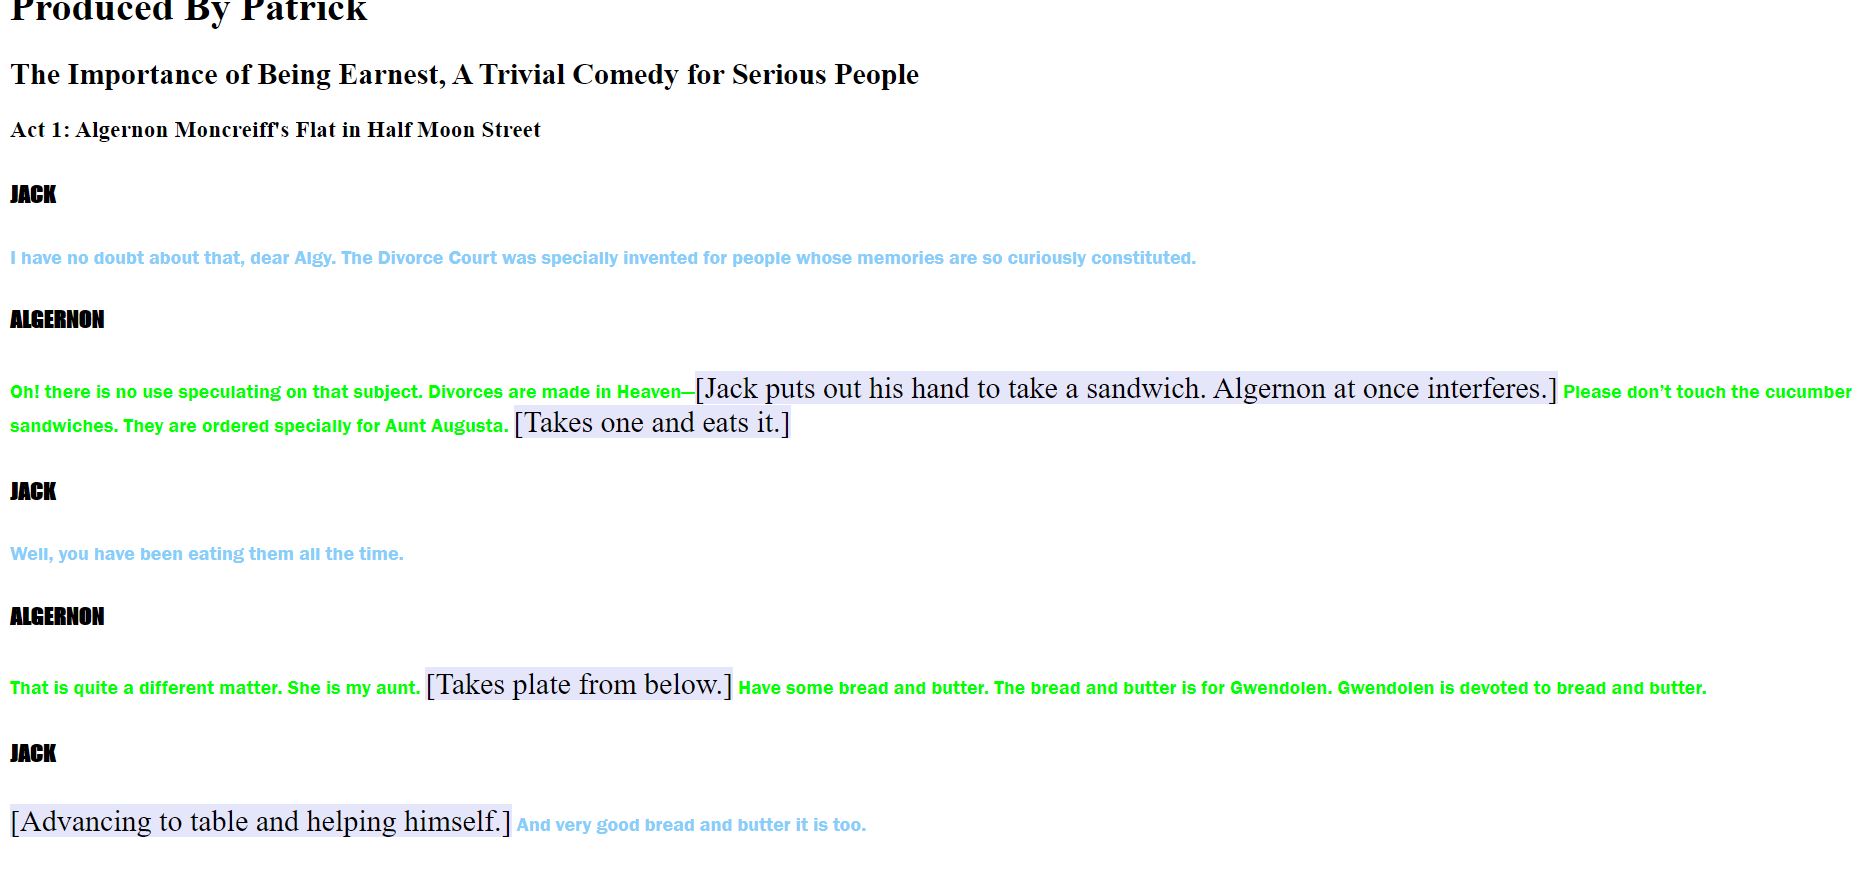 Produced By Patrick
The Importance of Being Earnest, A Trivial Comedy for Serious People
Act 1: Algernon Moncreiff's Flat in Half Moon Street
JACK
I have no doubt about that, dear Algy. The Divorce Court was specially invented for people whose memories are so curiously constituted.
ALGERNON
Oh! there is no use speculating on that subject. Divorces are made in Heaven—[Jack puts out his hand to take a sandwich. Algernon at once interferes.] Please don’t touch the cucumber
sandwiches. They are ordered specially for Aunt Augusta. [Takes one and eats it.]
JACK
Well, you have been eating them all the time.
ALGERNON
That is quite a different matter. She is my aunt. [Takes plate from below.] Have some bread and butter. The bread and butter is for Gwendolen. Gwendolen is devoted to bread and butter.
JACK
[Advancing to table and helping himself.] And very good bread and butter it is too.